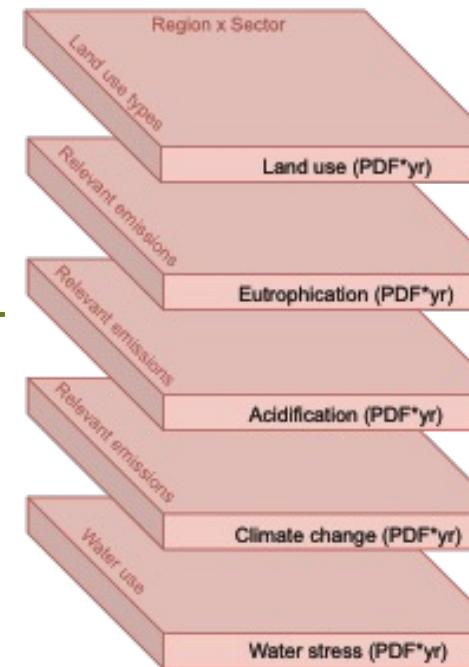 Region x Sector
Land use types
Land use (PDF*yr)
Relevant emissions
Eutrophication (PDF*yr)
Relevant emissions
Acidification (PDF*yr)
Relevant emissions
Climate change (PDF*yr)
Water use
Water stress (PDF*yr)